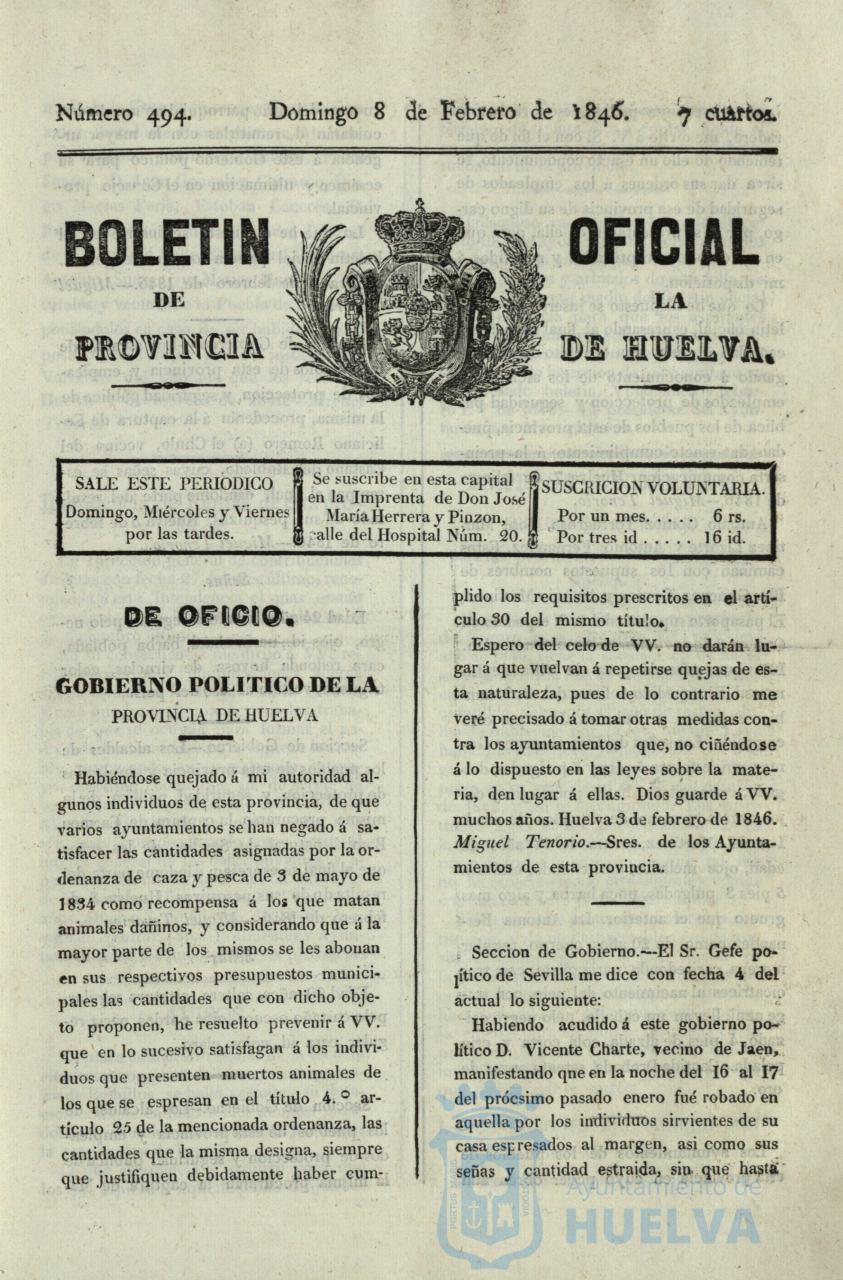 Número 494. Domingo 8 de Febrero de 1846. 7 cuartos.
BOLETIN OFICIAL
DE LA
PROVINCIA DE HUELVA.
SALE ESTE PERIODICO
Domingo, Miércoles y Viernes
por las tardes.
Se suscribe en esta capital
en la Imprenta de Don José
María Herrera y Pinzon,
calle del Hospital Núm. 20.
SUSCRICION VOLUNTARIA.
Por un mes. . . . . 6 rs.
Por tres id . . . . . 16 id.
DE OFICIO.
GOBIERNO POLITICO DE LA
PROVINCIA DE HUELVA
Habiéndose quejado á mi autoridad al-
gunos individuos de esta provincia, de que
varios ayuntamientos se han negado á sa-
tisfacer las cantidades asignadas por la or-
denanza de caza y pesca de 3 de mayo de
1834 como recompensa á los que matan
animales dañinos, y considerando que á la
mayor parte de los mismos se les abonan
en sus respectivos presupuestos munici-
pales las cantidades que con dicho obje-
to proponen, he resuelto prevenir á VV.
que en lo sucesivo satisfagan á los indivi-
duos que presenten muertos animales de
los que se espresan en el título 4.º ar-
tículo 25 de la mencionada ordenanza, las
cantidades que la misma designa, siempre
que justifiquen debidamente haber cum-
plido los requisitos prescritos en el artí-
culo 30 del mismo título.
Espero del celo de VV. no darán lu-
gar á que vuelvan á repetirse quejas de es-
ta naturaleza, pues de lo contrario me
veré precisado á tomar otras medidas con-
tra los ayuntamientos que, no ciñéndose
á lo dispuesto en las leyes sobre la mate-
ria, den lugar á ellas. Dios guarde á VV.
muchos años. Huelva 3 de febrero de 1846.
Miguel Tenorio.—Sres. de los Ayunta-
mientos de esta provincia.
Seccion de Gobierno.—El Sr. Gefe po-
lítico de Sevilla me dice con fecha 4 del
actual lo siguiente:
Habiendo acudido á este gobierno po-
lítico D. Vicente Charte, vecino de Jaen,
manifestando qne en la noche del 16 al 17
del prócsimo pasado enero fué robado en
aquella por los individuos sirvientes de su
casa espresados al margen, asi como sus
señas y cantidad estraida, sin que hasta
Ayuntamiento de
HUELVA